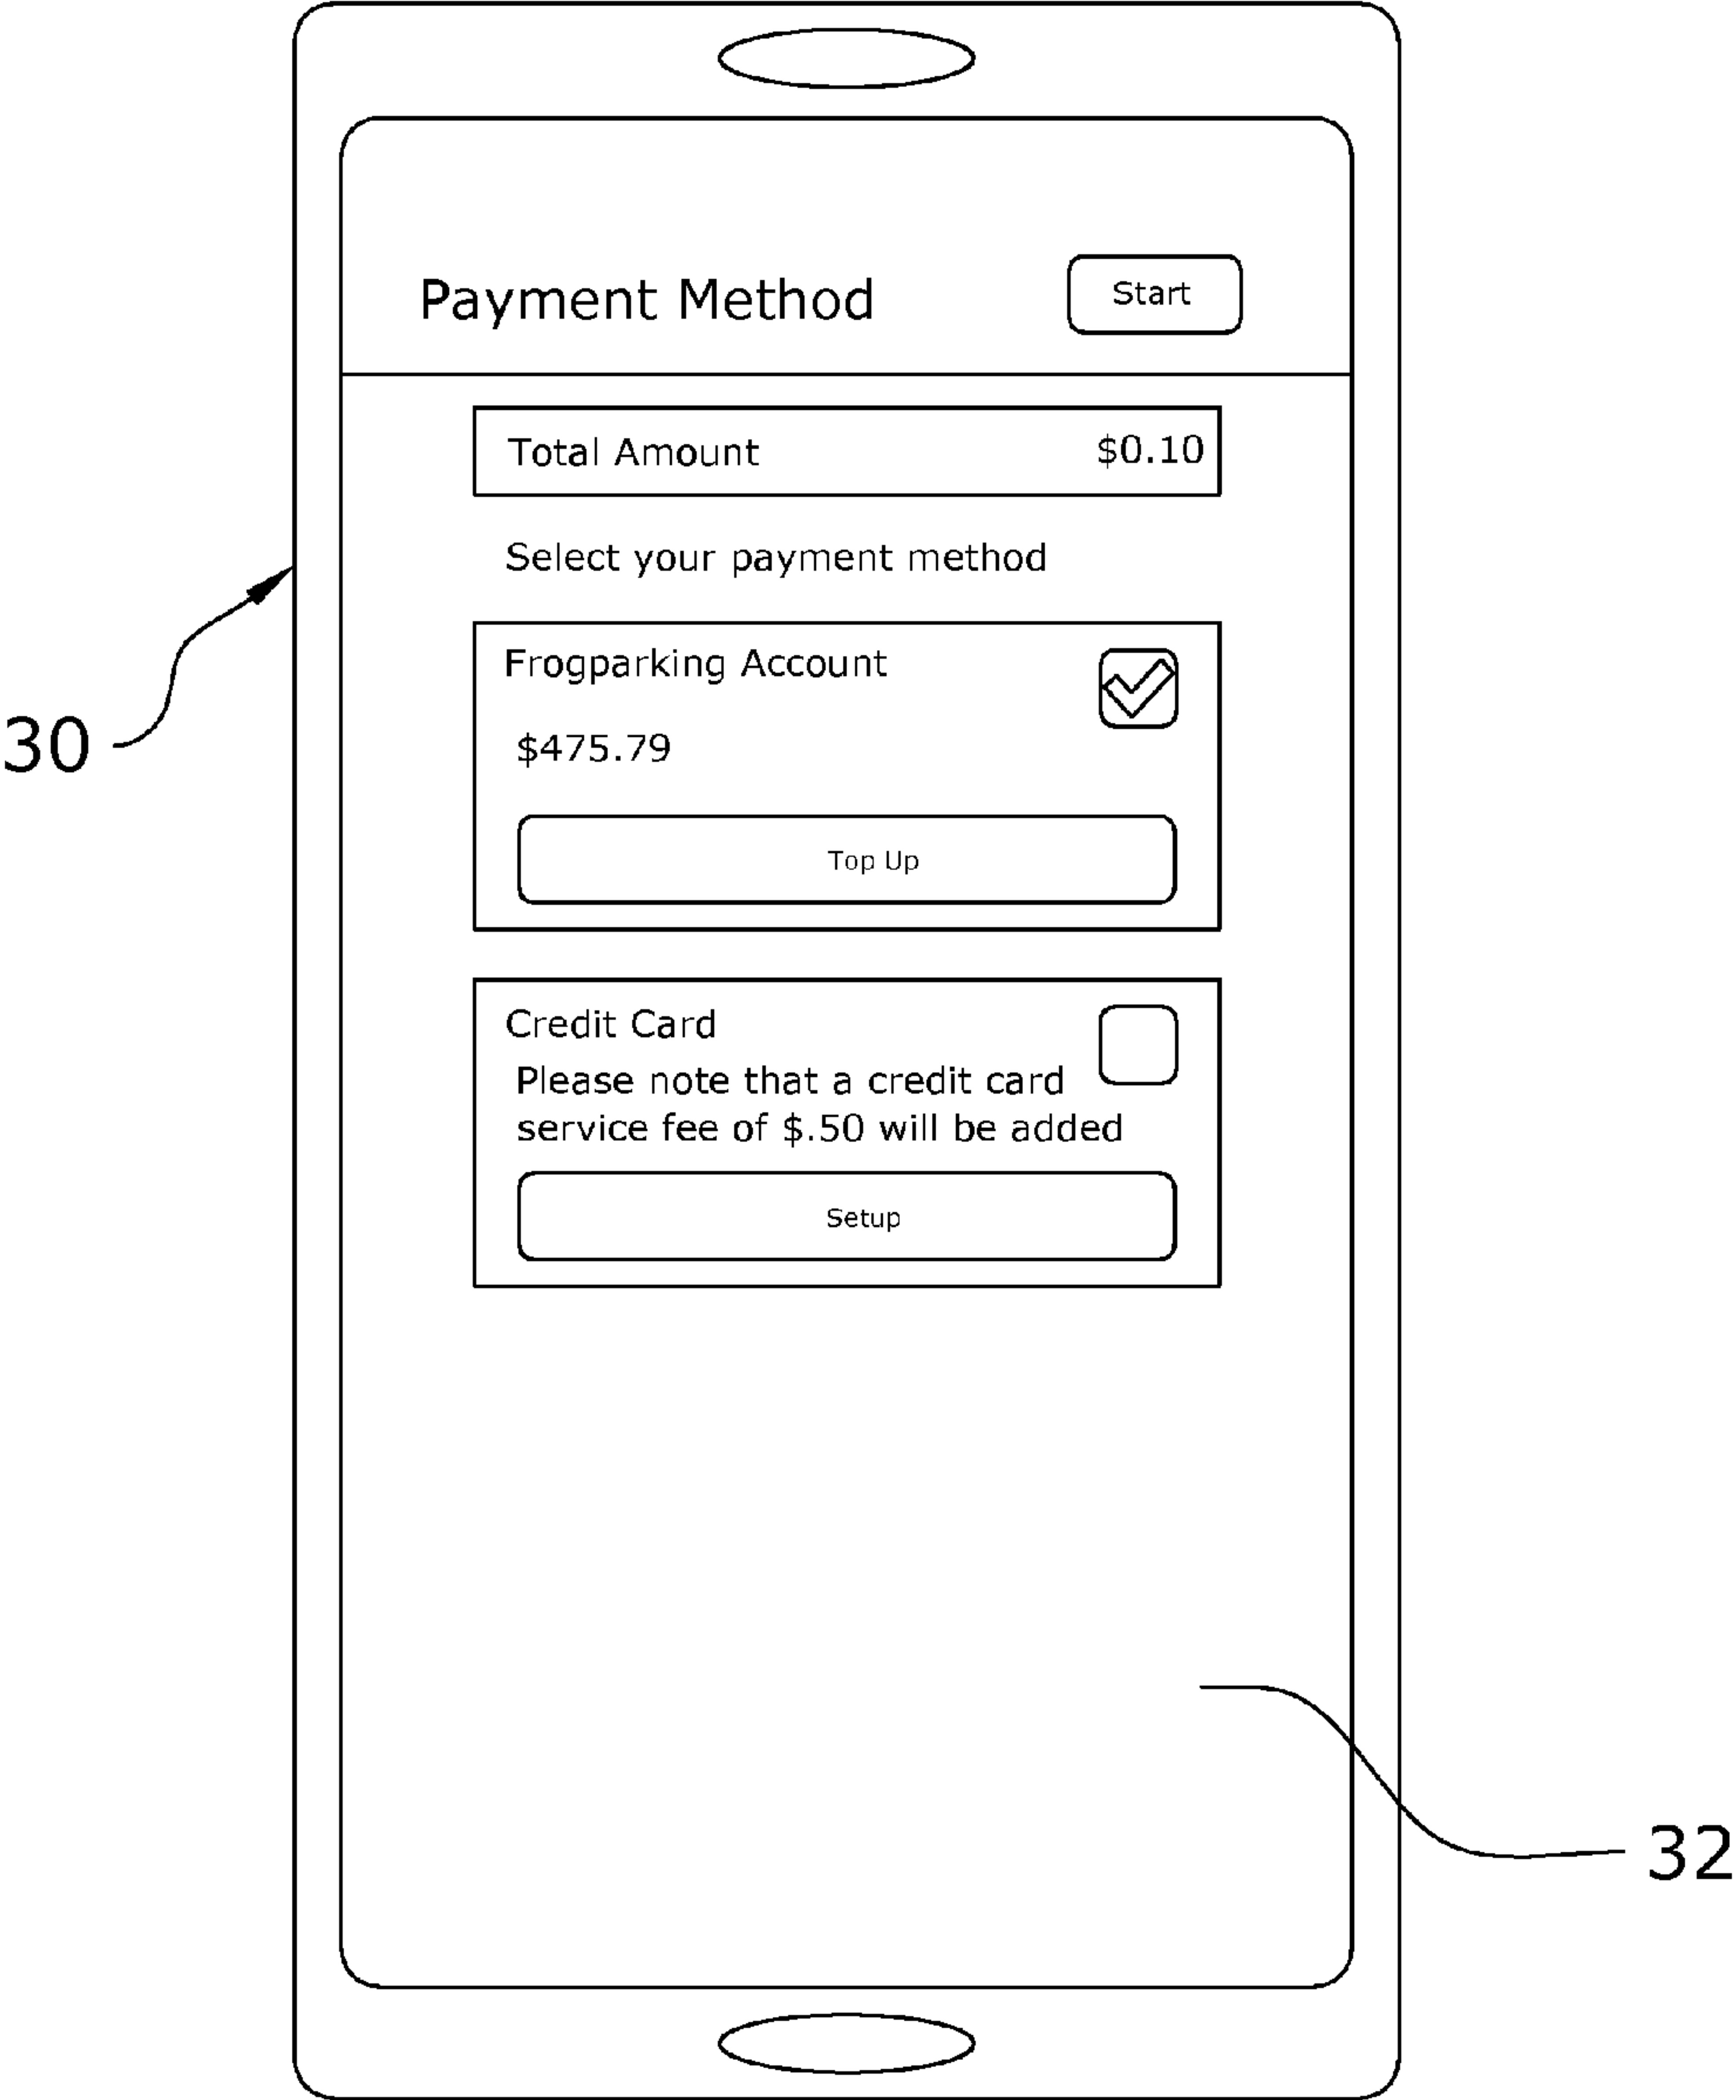 Payment Method
Start
Total Amount
$0.10
Select your payment method
Frogparking Account
$475.79
Top Up
Credit Card
Please note that a credit card
service fee of $.50 will be added
Setup
30
32